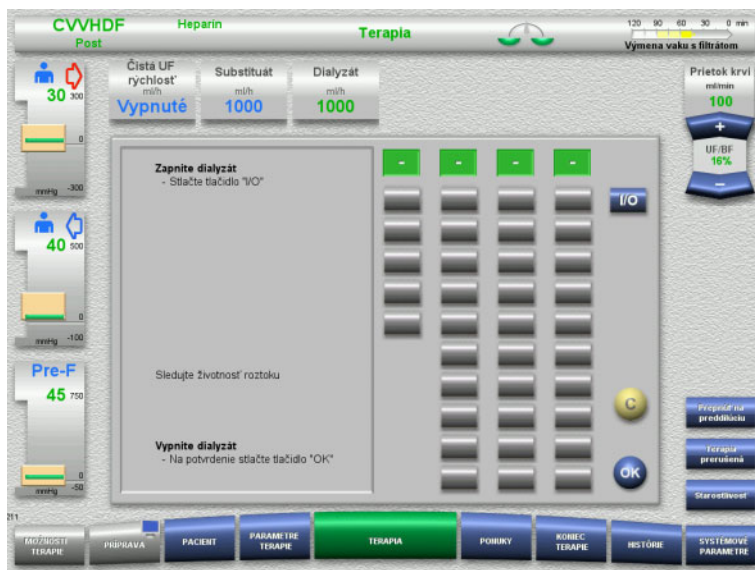 CVVHDF
Post
Heparin
Terapia
120 90 60 30 0 min
Výmena vaku s filtrátom
30 300
0
mmHg -300
40 500
0
mmHg -100
Pre-F
45 750
0
mmHg -50
Čistá UF
rýchlosť
ml/h
Vypnuté
Substituát
ml/h
1000
Dialyzát
ml/h
1000
Prietok krvi
ml/min
100
+
UF/BF
16%
–
Zapnite dialyzát
- Stlačte tlačidlo "I/O"
Sledujte životnosť roztoku
Vypnite dialyzát
- Na potvrdenie stlačte tlačidlo "OK"
- - - -
I/O
C
OK
Prepnúť na
preddilúciu
Terapia
prerušená
Starostlivosť
211
MOŽNOSTI
TERAPIE
PRÍPRAVA
PACIENT
PARAMETRE
TERAPIE
TERAPIA
PONUKY
KONIEC
TERAPIE
HISTÓRIE
SYSTÉMOVÉ
PARAMETRE